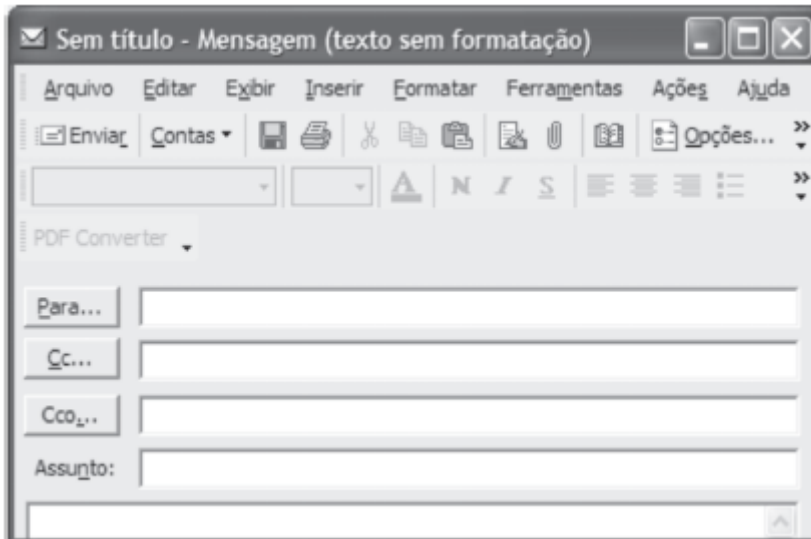 Sem título - Mensagem (texto sem formatação)
Arquivo Editar Exibir Inserir Formatar Ferramentas Ações Ajuda
Enviar Contas Opções...
A N I S
PDF Converter
Para...
Cc...
Cco...
Assunto: